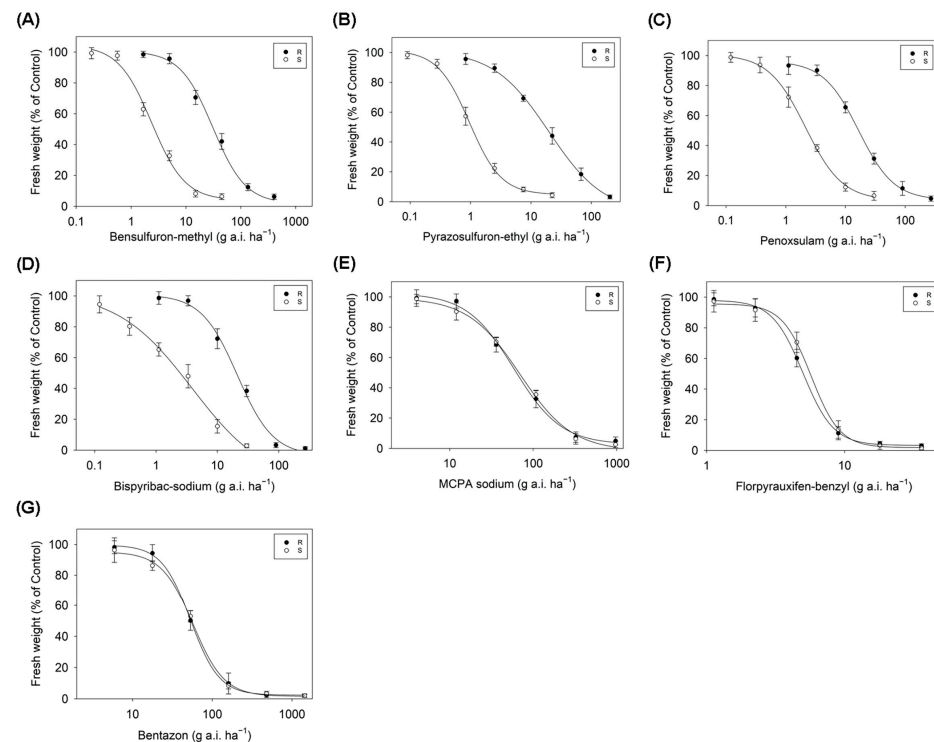 (A)
Fresh weight (% of Control)
100
80
60
40
20
0
R
S
0.1
1
10
100
1000
Bensulfuron-methyl (g a.i. ha−1)
(B)
Fresh weight (% of Control)
100
80
60
40
20
0
R
S
0.1
1
10
100
Pyrazosulfuron-ethyl (g a.i. ha−1)
(C)
Fresh weight (% of Control)
100
80
60
40
20
0
R
S
0.1
1
10
100
Penoxsulam (g a.i. ha−1)
(D)
Fresh weight (% of Control)
100
80
60
40
20
0
R
S
0.1
1
10
100
Bispyribac-sodium (g a.i. ha−1)
(E)
Fresh weight (% of Control)
100
80
60
40
20
0
R
S
10
100
1000
MCPA sodium (g a.i. ha−1)
(F)
Fresh weight (% of Control)
100
80
60
40
20
0
R
S
1
10
Florpyrauxifen-benzyl (g a.i. ha−1)
(G)
Fresh weight (% of Control)
100
80
60
40
20
0
R
S
10
100
1000
Bentazon (g a.i. ha−1)